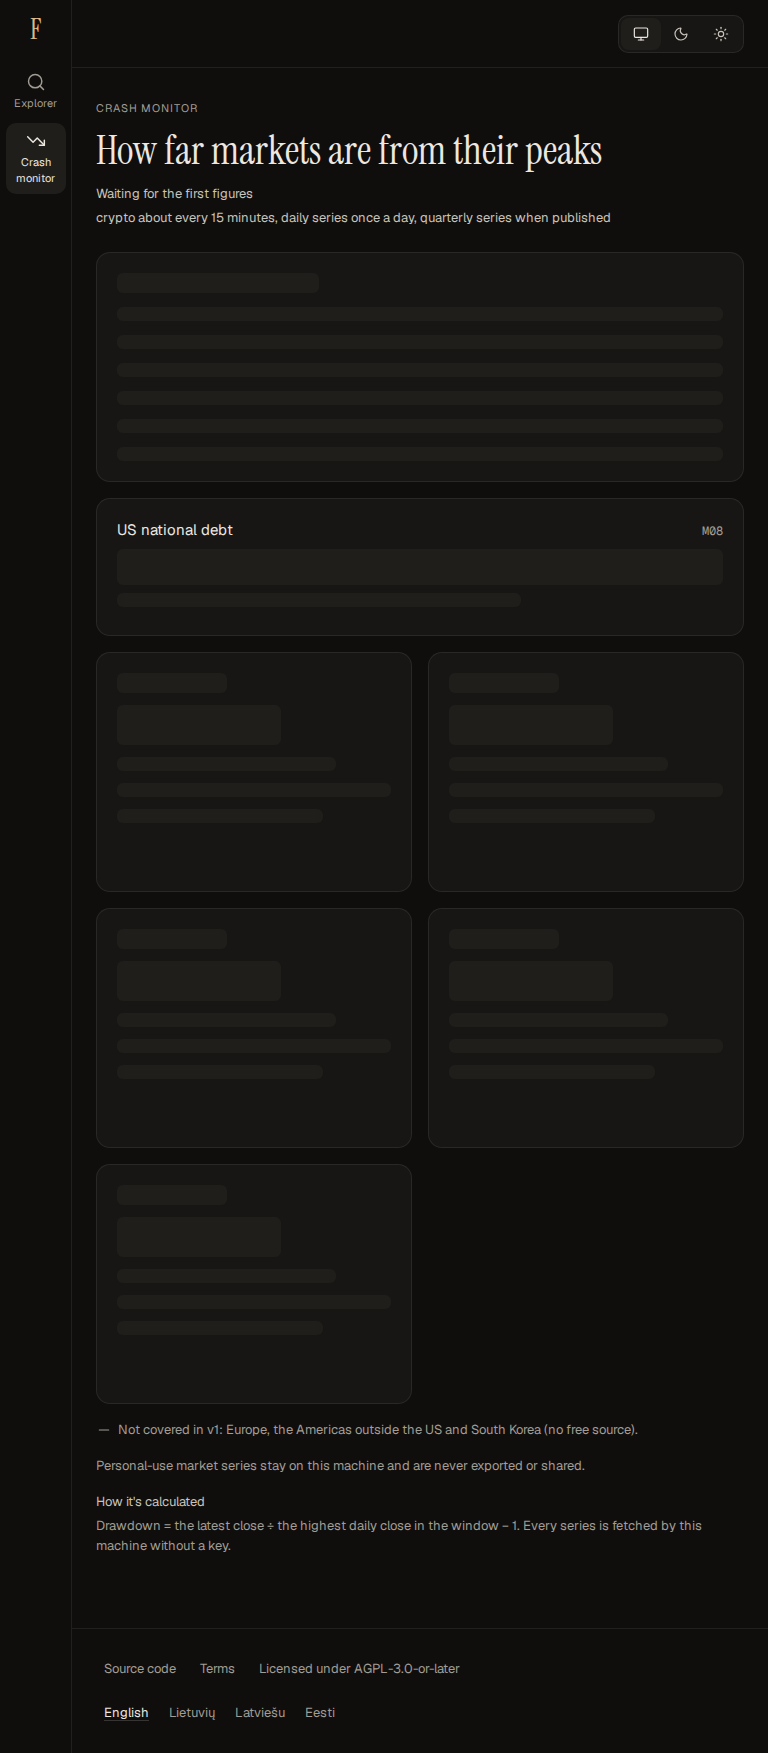 F
Explorer
Crash
monitor
CRASH MONITOR
How far markets are from their peaks
Waiting for the first figures
crypto about every 15 minutes, daily series once a day, quarterly series when published
US national debt
M08
— Not covered in v1: Europe, the Americas outside the US and South Korea (no free source).
Personal-use market series stay on this machine and are never exported or shared.
How it's calculated
Drawdown = the latest close ÷ the highest daily close in the window − 1. Every series is fetched by this
machine without a key.
Source code Terms Licensed under AGPL-3.0-or-later
English Lietuvių Latviešu Eesti